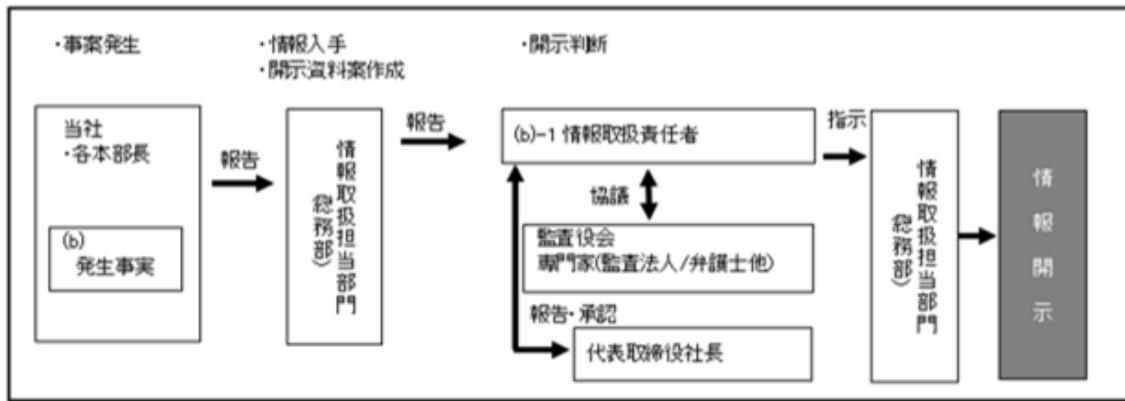 ・事案発生
・情報入手
・開示資料案作成
・開示判断
当社
・各本部長
(b)
発生事実
報告
情報取扱担当部門
(総務部)
報告
(b)-1 情報取扱責任者
協議
監査役会
専門家(監査法人/弁護士他)
報告・承認
代表取締役社長
指示
情報取扱担当部門
(総務部)
情報開示